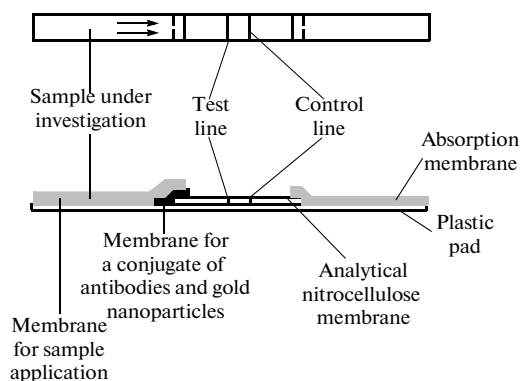 Sample under
investigation
Test
line
Control
line
Absorption
membrane
Plastic
pad
Membrane for
a conjugate of
antibodies and gold
nanoparticles
Analytical
nitrocellulose
membrane
Membrane
for sample
application